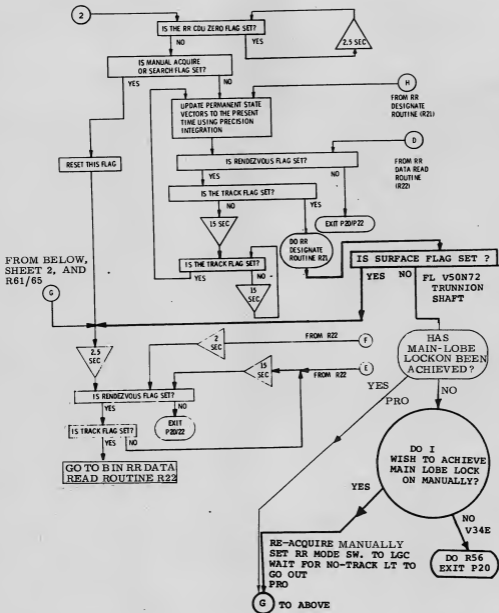 2
IS THE RR CDU ZERO FLAG SET?
NO
YES
2.5 SEC
IS MANUAL ACQUIRE
OR SEARCH FLAG SET?
YES
NO
H
UPDATE PERMANENT STATE
VECTORS TO THE PRESENT
TIME USING PRECISION
INTEGRATION
FROM RR
DESIGNATE
ROUTINE (R21)
D
RESET THIS FLAG
IS RENDEZVOUS FLAG SET?
FROM RR
DATA READ
ROUTINE
(R22)
YES
NO
IS THE TRACK FLAG SET?
NO
YES
15 SEC
EXIT P20/P22
DO RR
DESIGNATE
ROUTINE R21
FROM BELOW,
SHEET 2, AND
R61/65
IS THE TRACK FLAG SET?
YES
NO
15
SEC
IS SURFACE FLAG SET ?
YES
NO
FL V50N72
TRUNNION
SHAFT
G
2.5
SEC
2
SEC
FROM R22
F
HAS
MAIN-LOBE
LOCKON BEEN
ACHIEVED?
15
SEC
FROM R22
E
YES
PRO
NO
IS RENDEZVOUS FLAG SET?
YES
NO
EXIT
P20/22
IS TRACK FLAG SET?
YES
NO
GO TO B IN RR DATA
READ ROUTINE R22
DO I
WISH TO ACHIEVE
MAIN LOBE LOCK
ON MANUALLY?
YES
NO
V34E
RE-ACQUIRE MANUALLY
SET RR MODE SW. TO LGC
WAIT FOR NO-TRACK LT TO
GO OUT
PRO
DO R56
EXIT P20
G
TO ABOVE